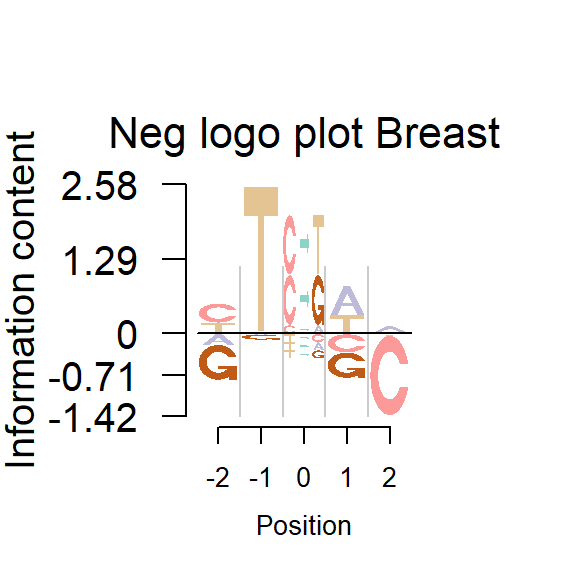 Neg logo plot Breast
Information content
2.58
1.29
0
-0.71
-1.42
C
T
A
G
T
C
C→T
C→G
A
T
C
G
A
C
-2 -1 0 1 2
Position